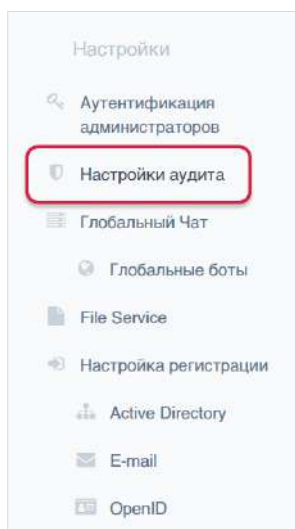 Настройки
Аутентификация
администраторов
Настройки аудита
Глобальный Чат
Глобальные боты
File Service
Настройка регистрации
Active Directory
E-mail
OpenID